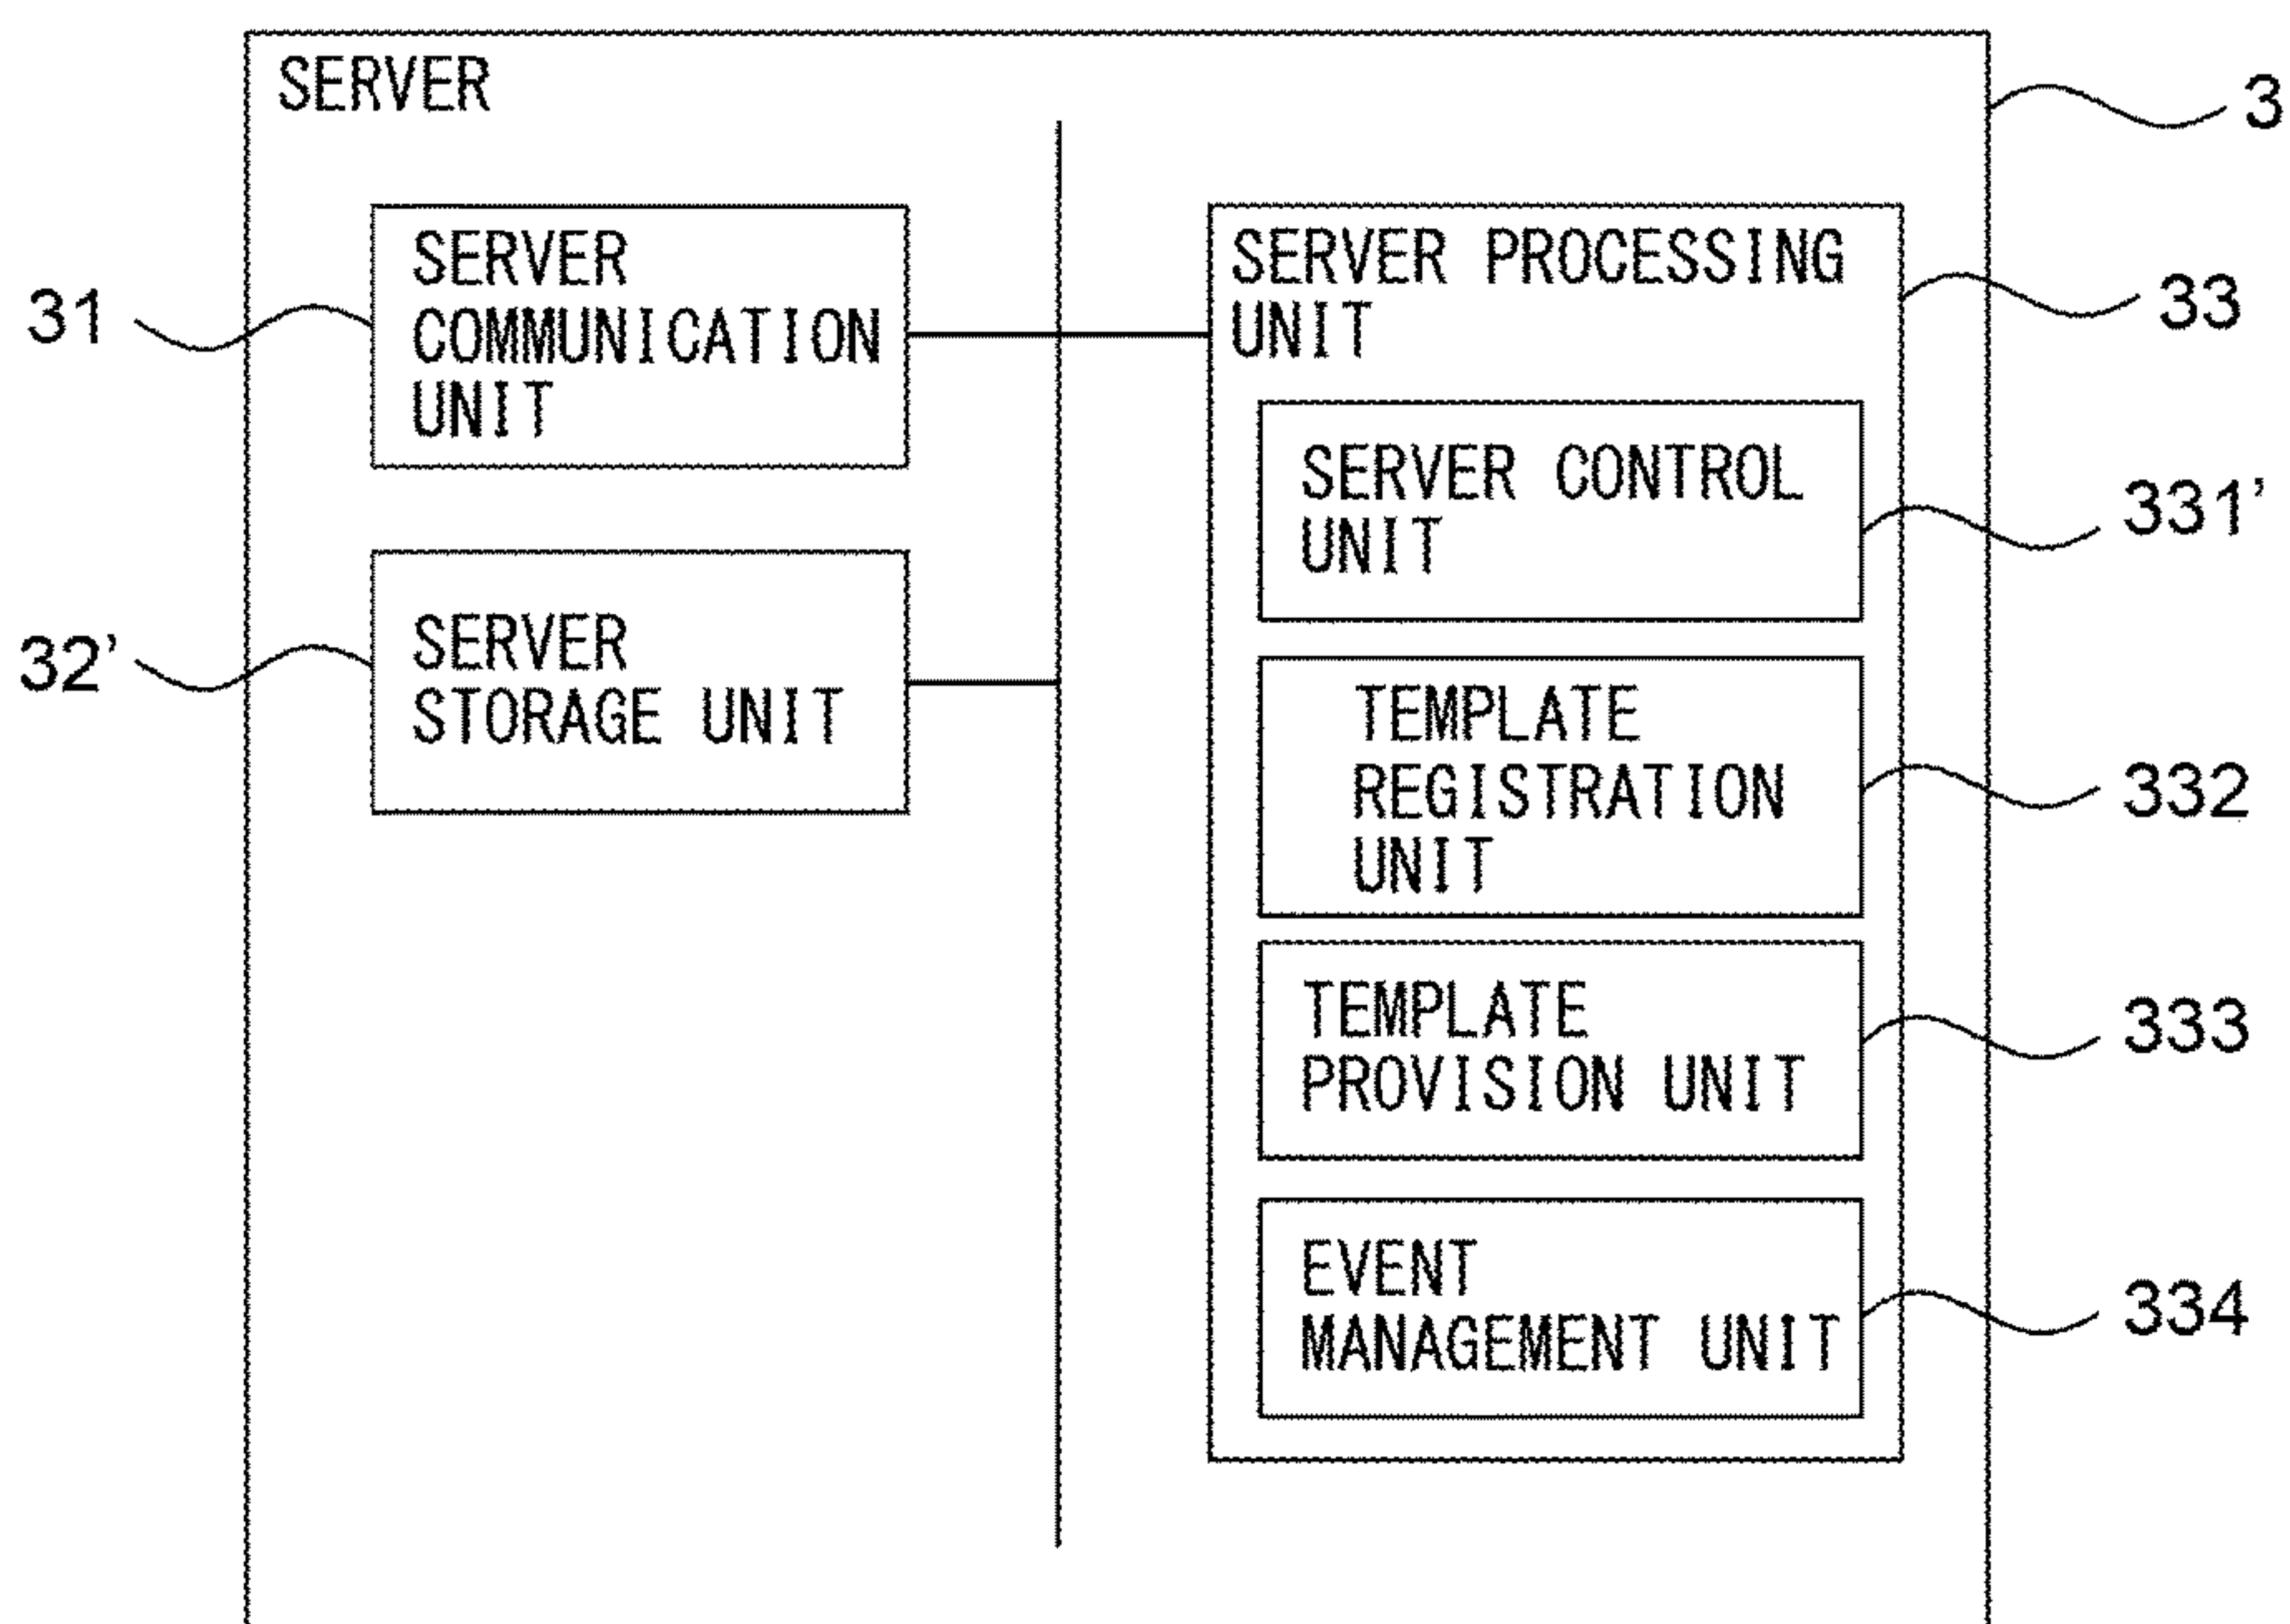 SERVER
3
31
SERVER
COMMUNICATION
UNIT
32'
SERVER
STORAGE UNIT
SERVER PROCESSING
UNIT
33
SERVER CONTROL
UNIT
331'
TEMPLATE
REGISTRATION
UNIT
332
TEMPLATE
PROVISION UNIT
333
EVENT
MANAGEMENT UNIT
334